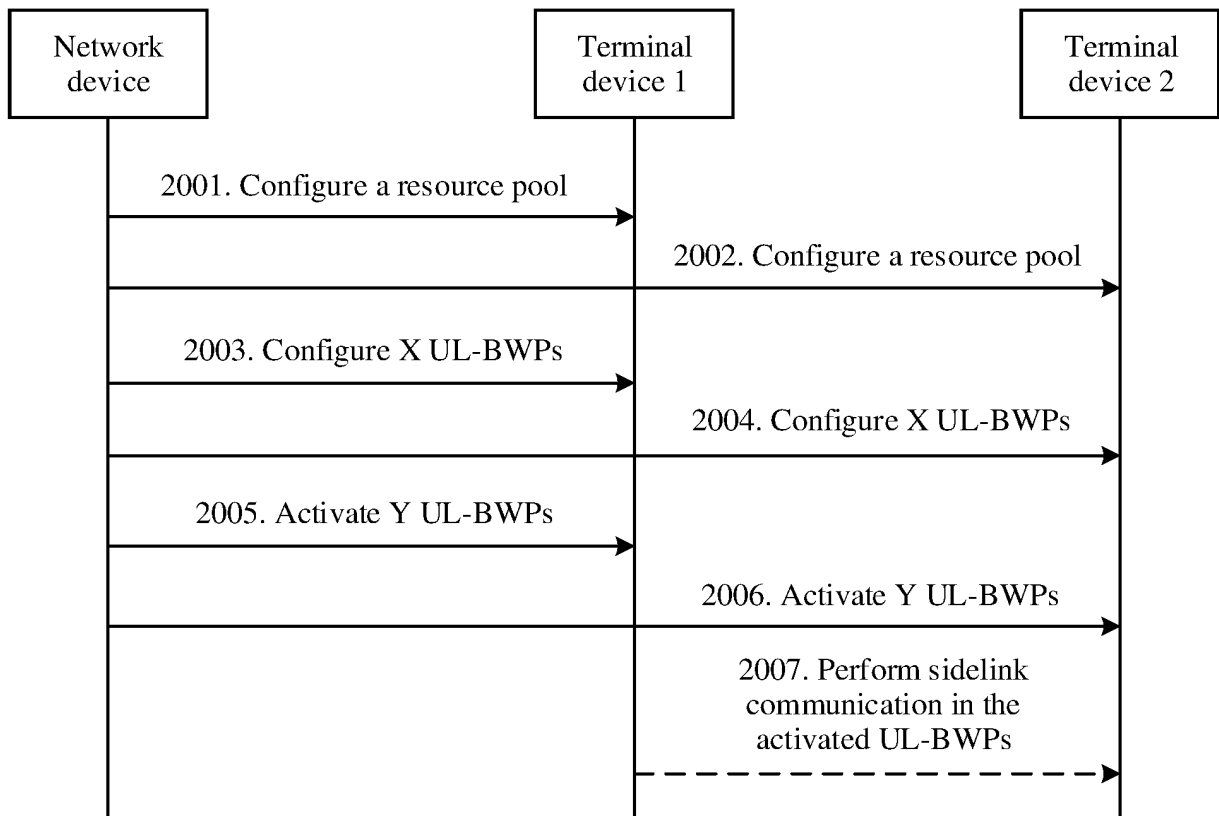 Network
device
Terminal
device 1
Terminal
device 2
2001. Configure a resource pool
2002. Configure a resource pool
2003. Configure X UL-BWPs
2004. Configure X UL-BWPs
2005. Activate Y UL-BWPs
2006. Activate Y UL-BWPs
2007. Perform sidelink
communication in the
activated UL-BWPs